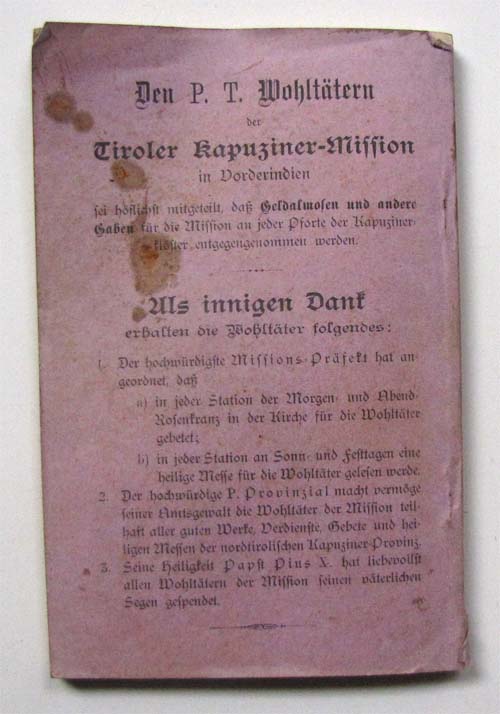 Den P. T. Wohltätern
der
Tiroler Kapuziner-Mission
in Vorderindien
sei höflichst mitgeteilt, daß Geldalmosen und andere
Gaben für die Mission an jeder Pforte der Kapuziner-
klöster entgegengenommen werden.
Als innigen Dank
erhalten die Wohltäter folgendes:
1. Der hochwürdigste Missions-Präfekt hat an-
geordnet, daß
a) in jeder Station der Morgen- und Abend-
Rosenkranz in der Kirche für die Wohltäter
gebetet;
b) in jeder Station an Sonn- und Festtagen eine
heilige Messe für die Wohltäter gelesen werde.
2. Der hochwürdige P. Provinzial macht vermöge
seiner Amtsgewalt die Wohltäter der Mission teil-
haft aller guten Werke, Verdienste, Gebete und hei-
ligen Messen der nordtirolischen Kapuziner-Provinz.
3. Seine Heiligkeit Papst Pius X. hat liebevollst
allen Wohltätern der Mission seinen väterlichen
Segen gespendet.